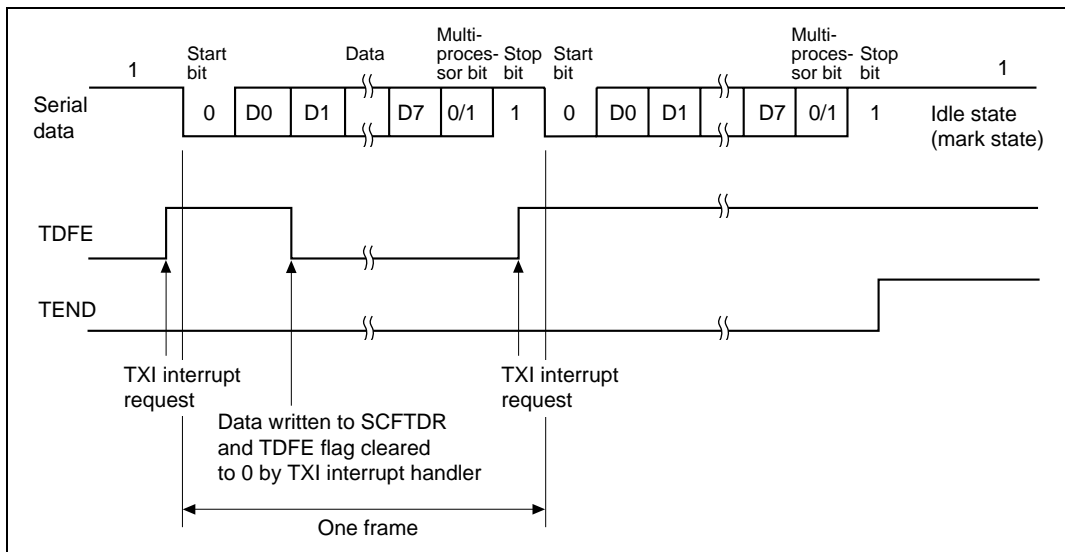 1
Start
bit
Data
Multi-
proces-
sor bit
Stop
bit
Start
bit
Multi-
proces-
sor bit
Stop
bit
1
Serial
data
0 D0 D1 D7 0/1 1 0 D0 D1 D7 0/1 1
Idle state
(mark state)
TDFE
TEND
TXI interrupt
request
TXI interrupt
request
Data written to SCFTDR
and TDFE flag cleared
to 0 by TXI interrupt handler
One frame